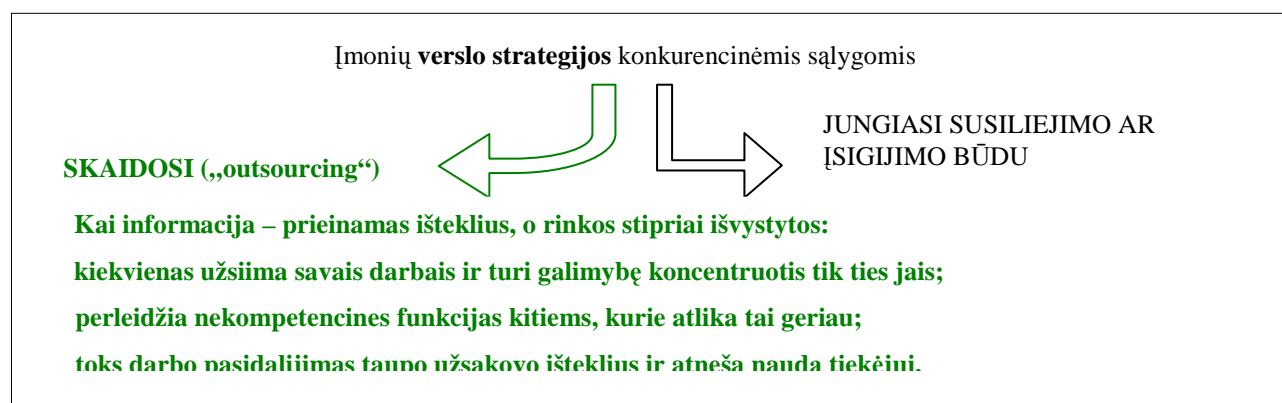 Įmonių verslo strategijos konkurencinėmis sąlygomis
JUNGIASI SUSILIEJIMO AR
ĮSIGIJIMO BŪDU
SKAIDOSI („outsourcing“)
Kai informacija – prieinamas išteklius, o rinkos stipriai išvystytos:
kiekvienas užsiima savais darbais ir turi galimybę koncentruotis tik ties jais;
perleidžia nekompetencines funkcijas kitiems, kurie atlika tai geriau;
toks darbo pasidalijimas taupo užsakovo išteklius ir atneša naudą tiekėjui.